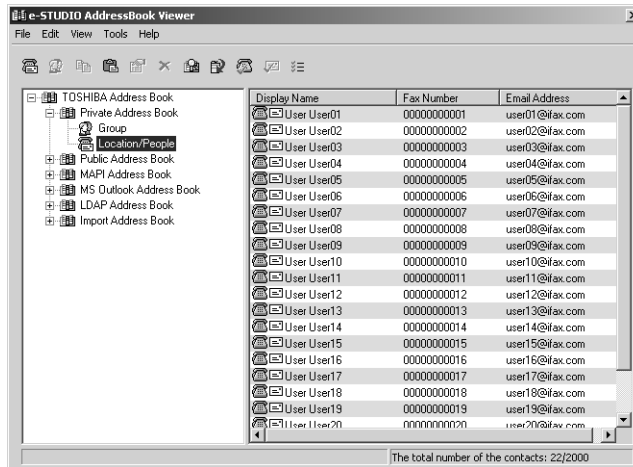 e-STUDIO AddressBook Viewer
File Edit View Tools Help
TOSHIBA Address Book
Private Address Book
Group
Location/People
Public Address Book
MAPI Address Book
MS Outlook Address Book
LDAP Address Book
Import Address Book
Display Name Fax Number Email Address
User User01 00000000001 user01@ifax.com
User User02 00000000002 user02@ifax.com
User User03 00000000003 user03@ifax.com
User User04 00000000004 user04@ifax.com
User User05 00000000005 user05@ifax.com
User User06 00000000006 user06@ifax.com
User User07 00000000007 user07@ifax.com
User User08 00000000008 user08@ifax.com
User User09 00000000009 user09@ifax.com
User User10 00000000010 user10@ifax.com
User User11 00000000011 user11@ifax.com
User User12 00000000012 user12@ifax.com
User User13 00000000013 user13@ifax.com
User User14 00000000014 user14@ifax.com
User User15 00000000015 user15@ifax.com
User User16 00000000016 user16@ifax.com
User User17 00000000017 user17@ifax.com
User User18 00000000018 user18@ifax.com
User User19 00000000019 user19@ifax.com
User User20 00000000020 user20@ifax.com
The total number of the contacts: 22/2000